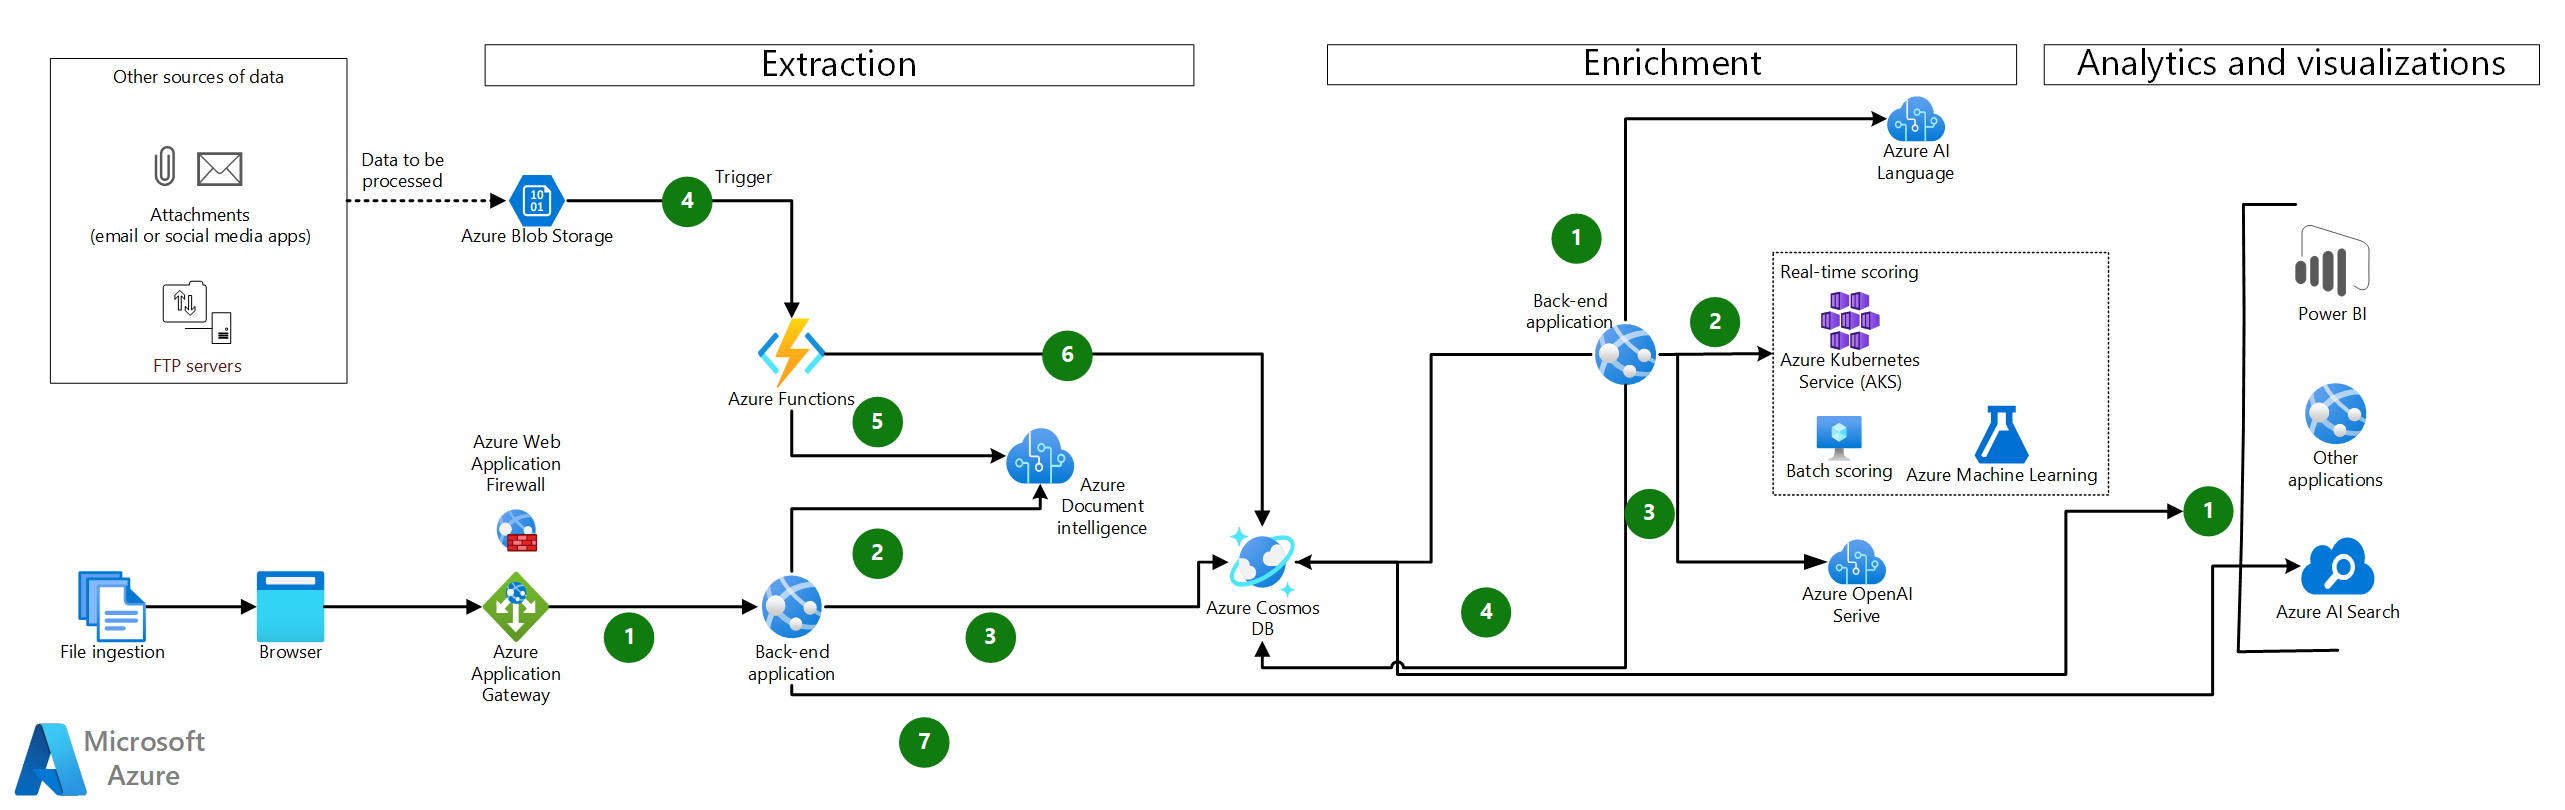 Extraction
Enrichment
Analytics and visualizations
Other sources of data
Attachments
(email or social media apps)
FTP servers
Data to be
processed
10
01
Azure Blob Storage
4
Trigger
Azure Functions
6
5
Azure
Document
intelligence
Azure Web
Application
Firewall
File ingestion
Browser
Azure
Application
Gateway
1
Back-end
application
2
3
7
Azure Cosmos
DB
Azure AI
Language
1
Back-end
application
2
Real-time scoring
Azure Kubernetes
Service (AKS)
Batch scoring
Azure Machine Learning
3
Azure OpenAI
Serive
4
1
Power BI
Other
applications
Azure AI Search
Microsoft
Azure